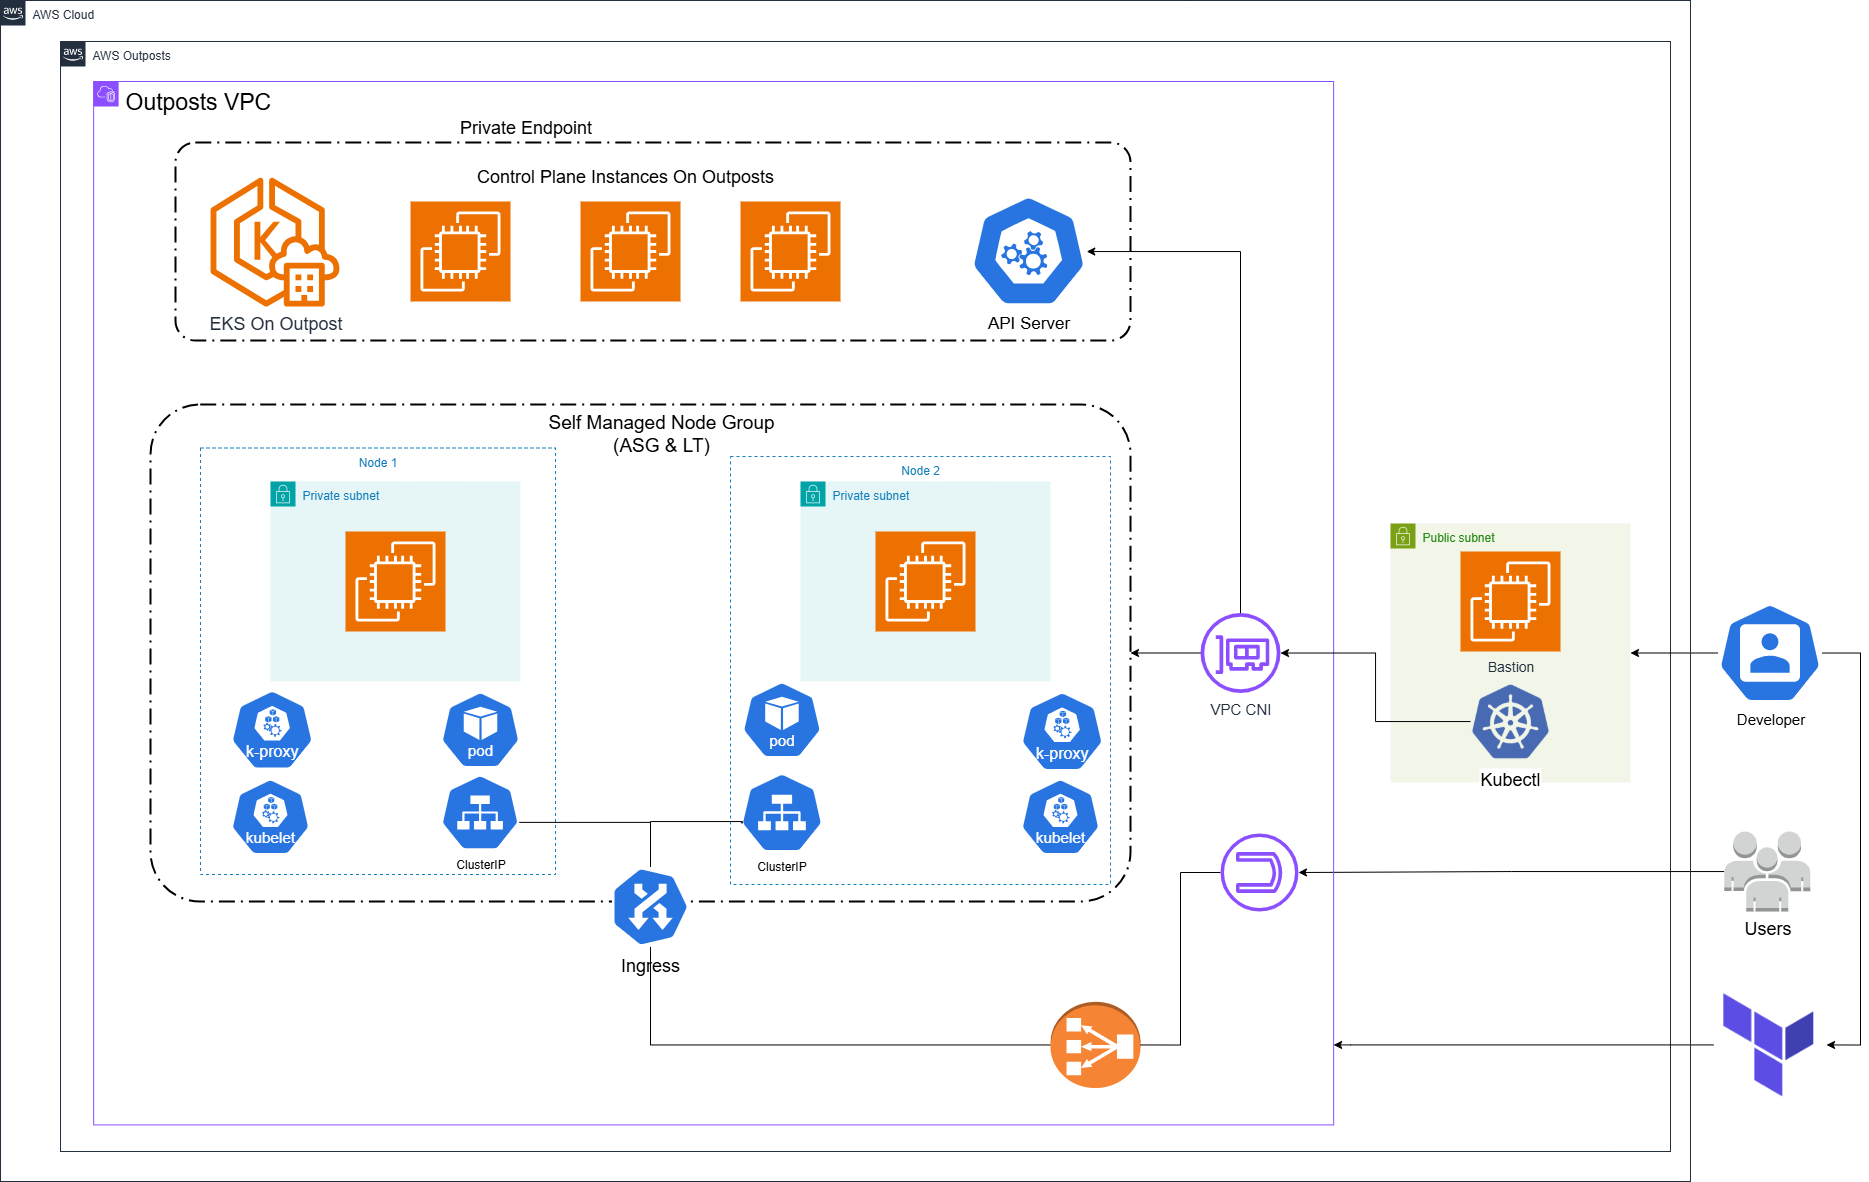 aws
AWS Cloud
aws
AWS Outposts
Outposts VPC
Private Endpoint
Control Plane Instances On Outposts
K
EKS On Outpost
API Server
Self Managed Node Group
(ASG & LT)
Node 1
Node 2
Private subnet
Private subnet
Public subnet
Bastion
VPC CNI
Developer
k-proxy
pod
pod
k-proxy
Kubectl
kubelet
kubelet
ClusterIP
ClusterIP
Users
Ingress